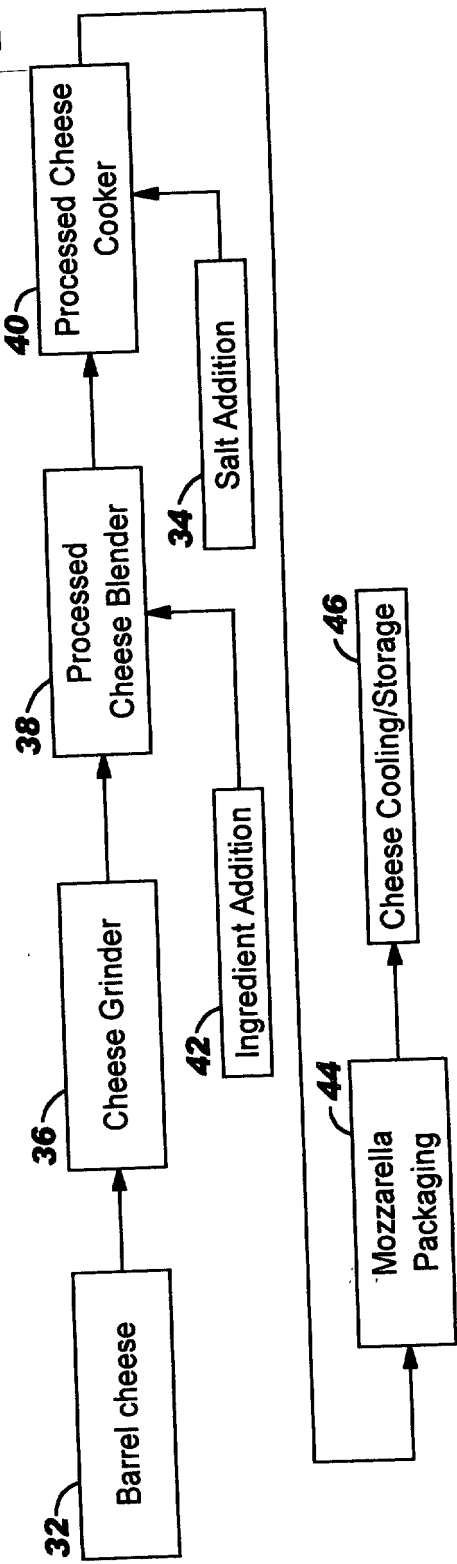 32
Barrel cheese
36
Cheese Grinder
38
Processed
Cheese Blender
40
Processed Cheese
Cooker
42
Ingredient Addition
34
Salt Addition
44
Mozzarella
Packaging
46
Cheese Cooling/Storage